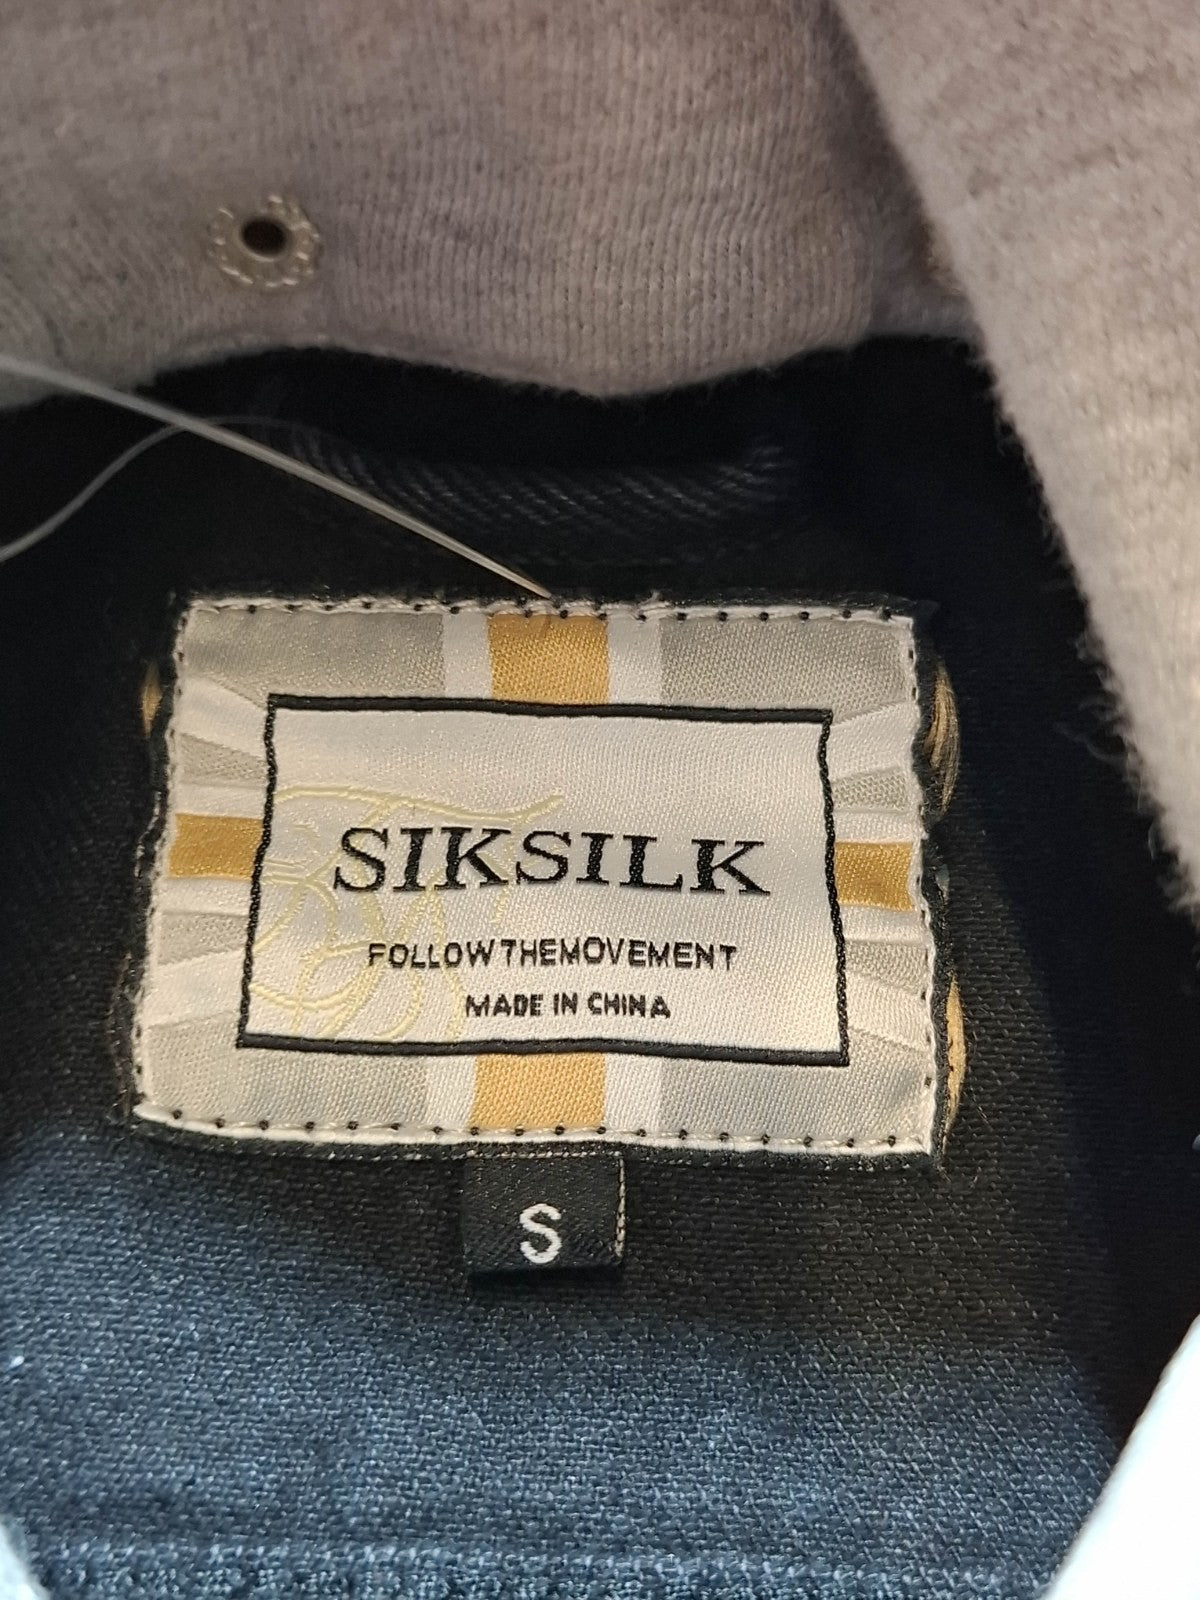 SIKSILK
FOLLOWTHEMOVEMENT
MADE IN CHINA
S